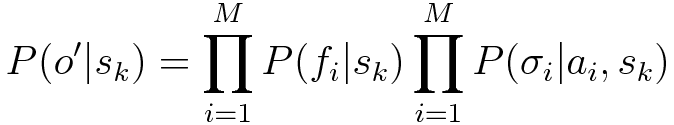 P(o'|s_k) = \prod_{i=1}^{M} P(f_i|s_k) \prod_{i=1}^{M} P(\sigma_i|a_i, s_k)